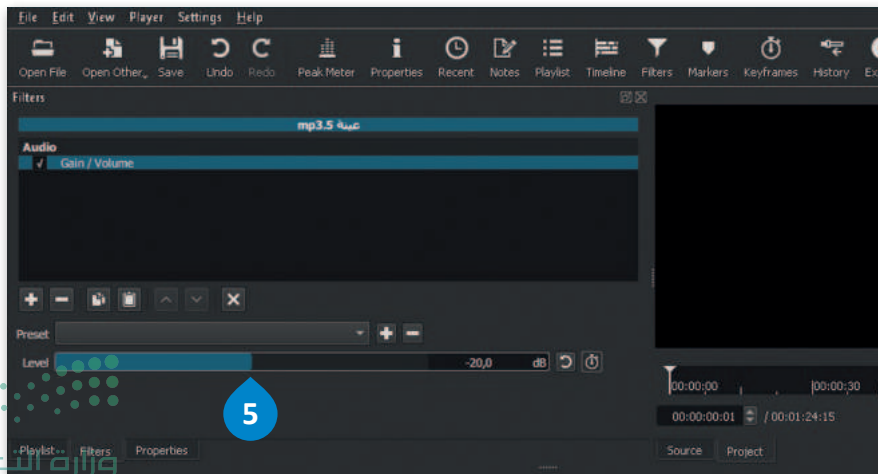 File Edit View Player Settings Help
Open File Open Other Save Undo Redo Peak Meter Properties Recent Notes Playlist Timeline Filters Markers Keyframes History
Filters
عينة mp3.5
Audio
Gain / Volume
Preset
Level -20,0 dB
5
00:00:00 00:00:30
00:00:00:01 / 00:01:24:15
Playlist Filters Properties
Source Project